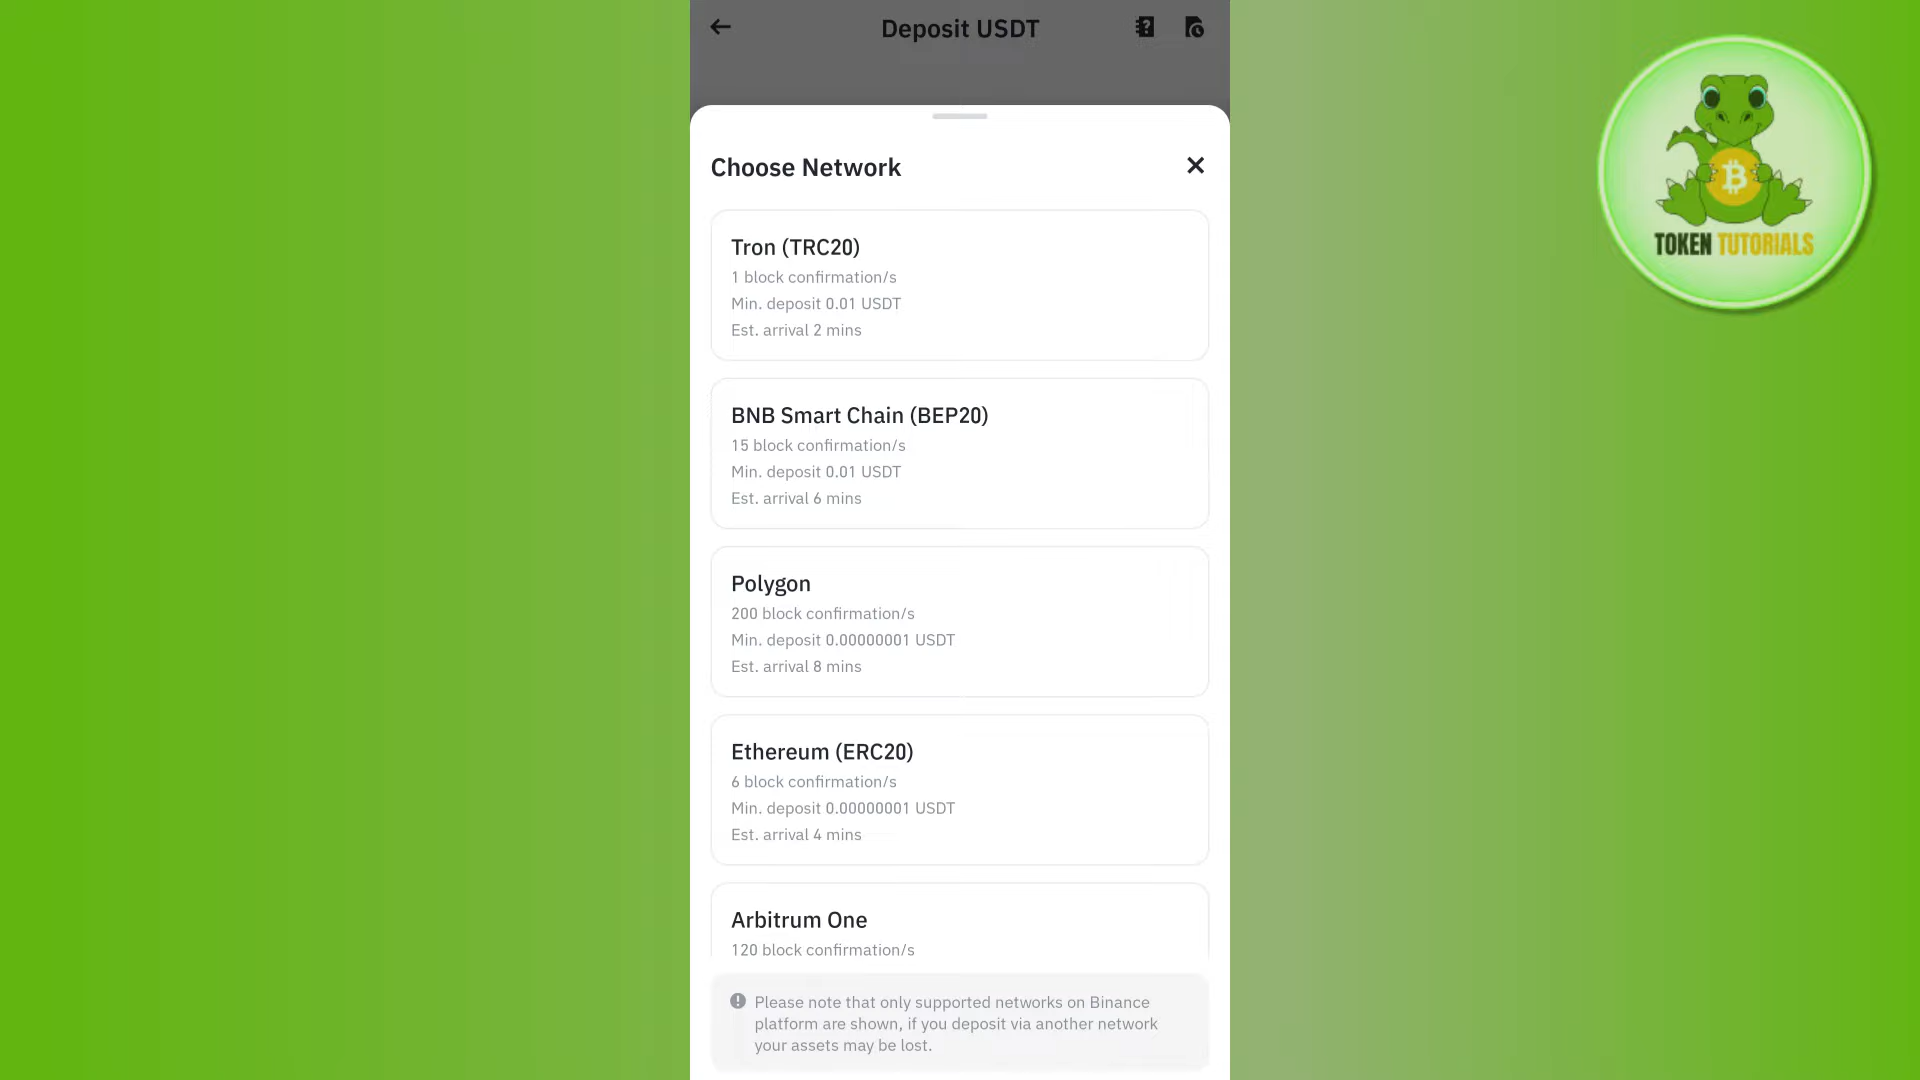 Deposit USDT
Choose Network
Tron (TRC20)
1 block confirmation/s
Min. deposit 0.01 USDT
Est. arrival 2 mins
BNB Smart Chain (BEP20)
15 block confirmation/s
Min. deposit 0.01 USDT
Est. arrival 6 mins
Polygon
200 block confirmation/s
Min. deposit 0.00000001 USDT
Est. arrival 8 mins
Ethereum (ERC20)
6 block confirmation/s
Min. deposit 0.00000001 USDT
Est. arrival 4 mins
Arbitrum One
120 block confirmation/s
Please note that only supported networks on Binance
platform are shown, if you deposit via another network
your assets may be lost.
TOKEN TUTORIALS